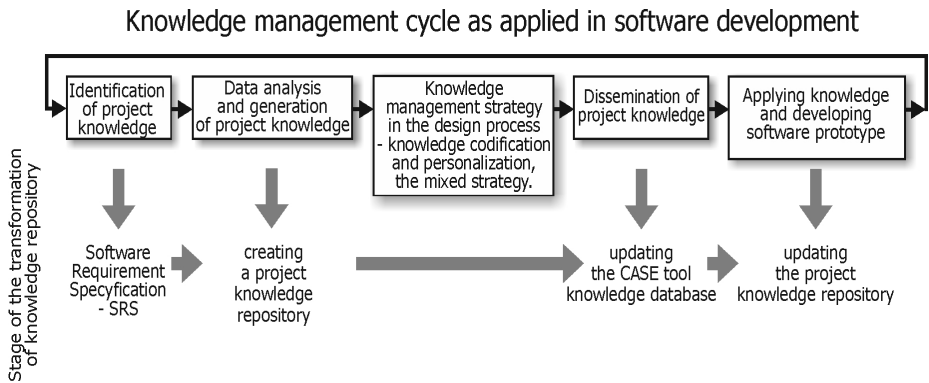 Knowledge management cycle as applied in software development
Identification
of project
knowledge
Data analysis
and generation
of project knowledge
Knowledge
management strategy
in the design process
- knowledge codification
and personalization,
the mixed strategy.
Dissemination of
project knowledge
Applying knowledge
and developing
software prototype
Stage of the transformation
of knowledge repository
Software
Requirement
Specyfication
- SRS
creating
a project
knowledge
repository
updating
the CASE tool
knowledge database
updating
the project
knowledge repository